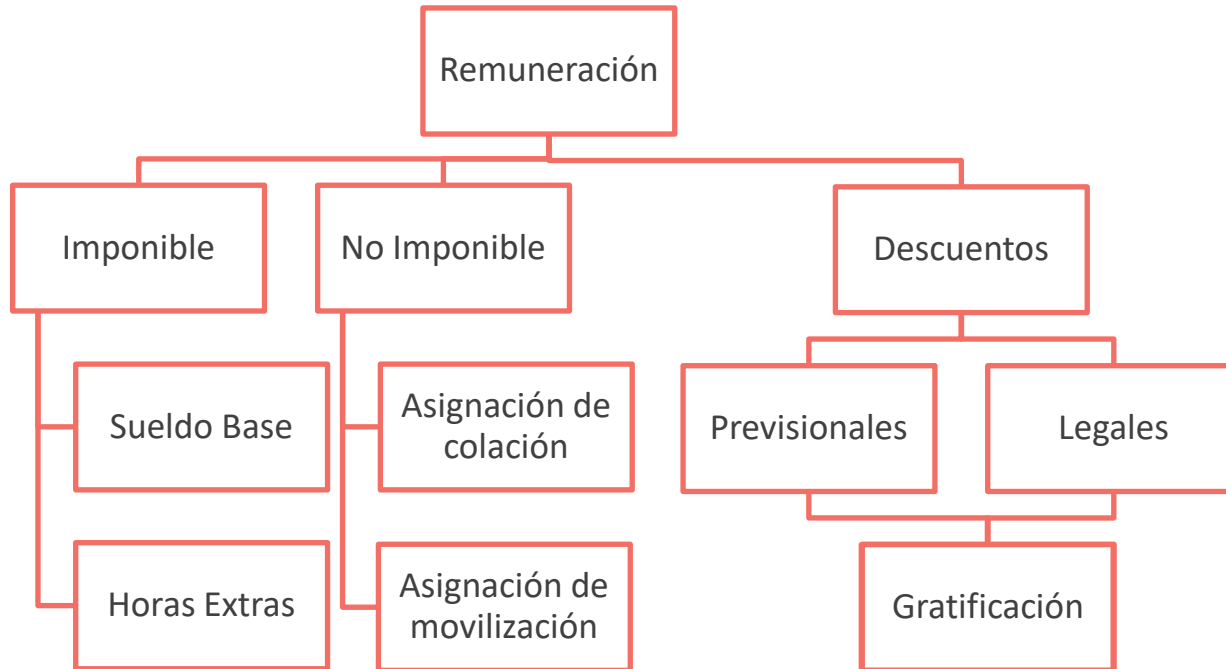 Remuneración
Imponible
No Imponible
Descuentos
Sueldo Base
Asignación de
colación
Previsionales
Legales
Horas Extras
Asignación de
movilización
Gratificación